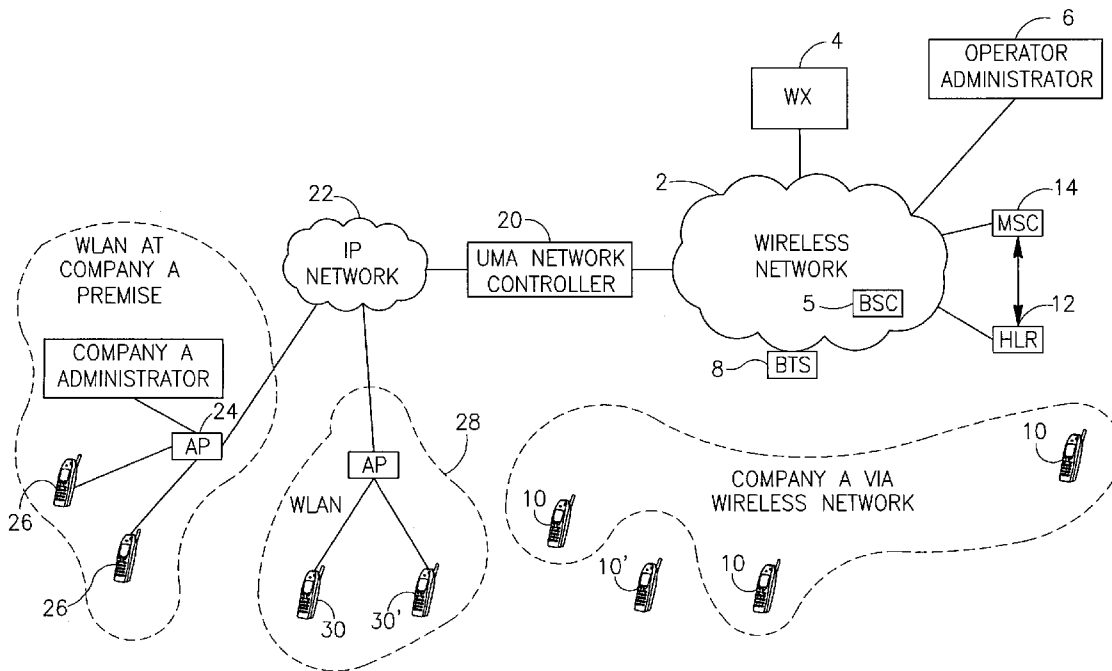 6
4
OPERATOR
ADMINISTRATOR
WX
22
2
14
20
MSC
WLAN AT
COMPANY A
PREMISE
IP
NETWORK
UMA NETWORK
CONTROLLER
WIRELESS
NETWORK
5
BSC
12
HLR
COMPANY A
ADMINISTRATOR
8
BTS
24
AP
28
AP
10
WLAN
10
COMPANY A VIA
WIRELESS NETWORK
26
26
30
30'
10'
10